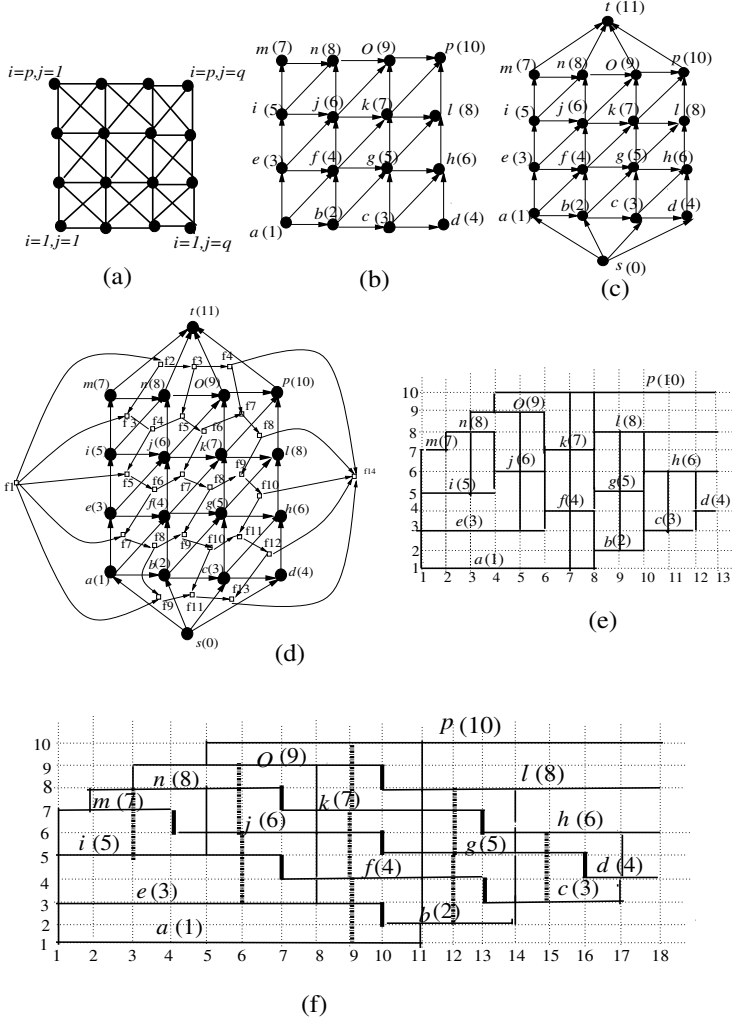 t (11)
m (7) n (8) O (9) p (10)
i (5) j (6) k (7) l (8)
e (3) f (4) g (5) h (6)
a (1) b (2) c (3) d (4)
(b)
i=p,j=1 i=p,j=q
i=1,j=1 i=1,j=q
(a)
m (7) n (8) O (9) p (10)
i (5) j (6) k (7) l (8)
e (3) f (4) g (5) h (6)
a (1) b (2) c (3) d (4)
s (0)
(c)
t (11)
f2 f3 f4
m (7) n (8) O (9) p (10)
f3 f4 f5 f6 f7 f8
i (5) j (6) k (7) l (8)
f1 f5 f6 f7 f8 f9 f10 f14
e (3) f (4) g (5) h (6)
f7 f8 f9 f10 f11 f12
a (1) b (2) c (3) d (4)
f9 f11 f13
s (0)
(d)
p (10)
10
9 O (9)
8 n (8) l (8)
7 m (7) k (7)
6 j (6) h (6)
5 i (5) g (5)
4 f (4) d (4)
3 e (3) c (3)
2 b (2)
1 a (1)
1 2 3 4 5 6 7 8 9 10 11 12 13
(e)
p (10)
10
9 O (9)
8 n (8) l (8)
7 m (7) k (7)
6 j (6) h (6)
5 i (5) g (5)
4 f (4) d (4)
3 e (3) c (3)
2 b (2)
1 a (1)
1 2 3 4 5 6 7 8 9 10 11 12 13 14 15 16 17 18
(f)